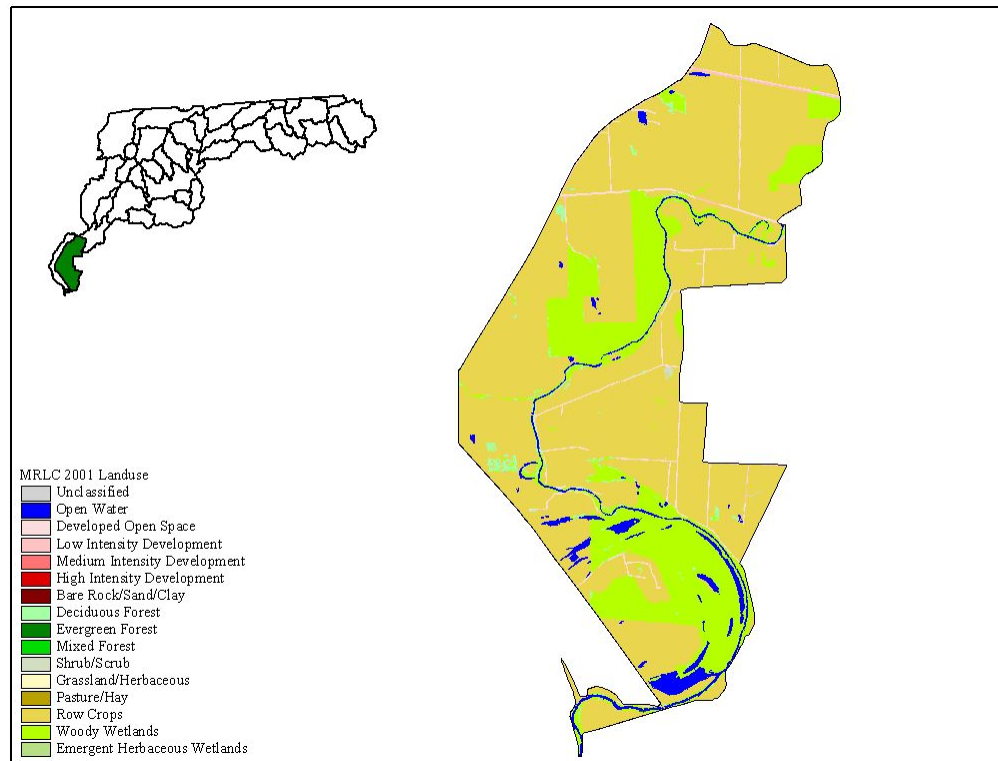 MRLC 2001 Landuse
Unclassified
Open Water
Developed Open Space
Low Intensity Development
Medium Intensity Development
High Intensity Development
Bare Rock/Sand/Clay
Deciduous Forest
Evergreen Forest
Mixed Forest
Shrub/Scrub
Grassland/Herbaceous
Pasture/Hay
Row Crops
Woody Wetlands
Emergent Herbaceous Wetlands